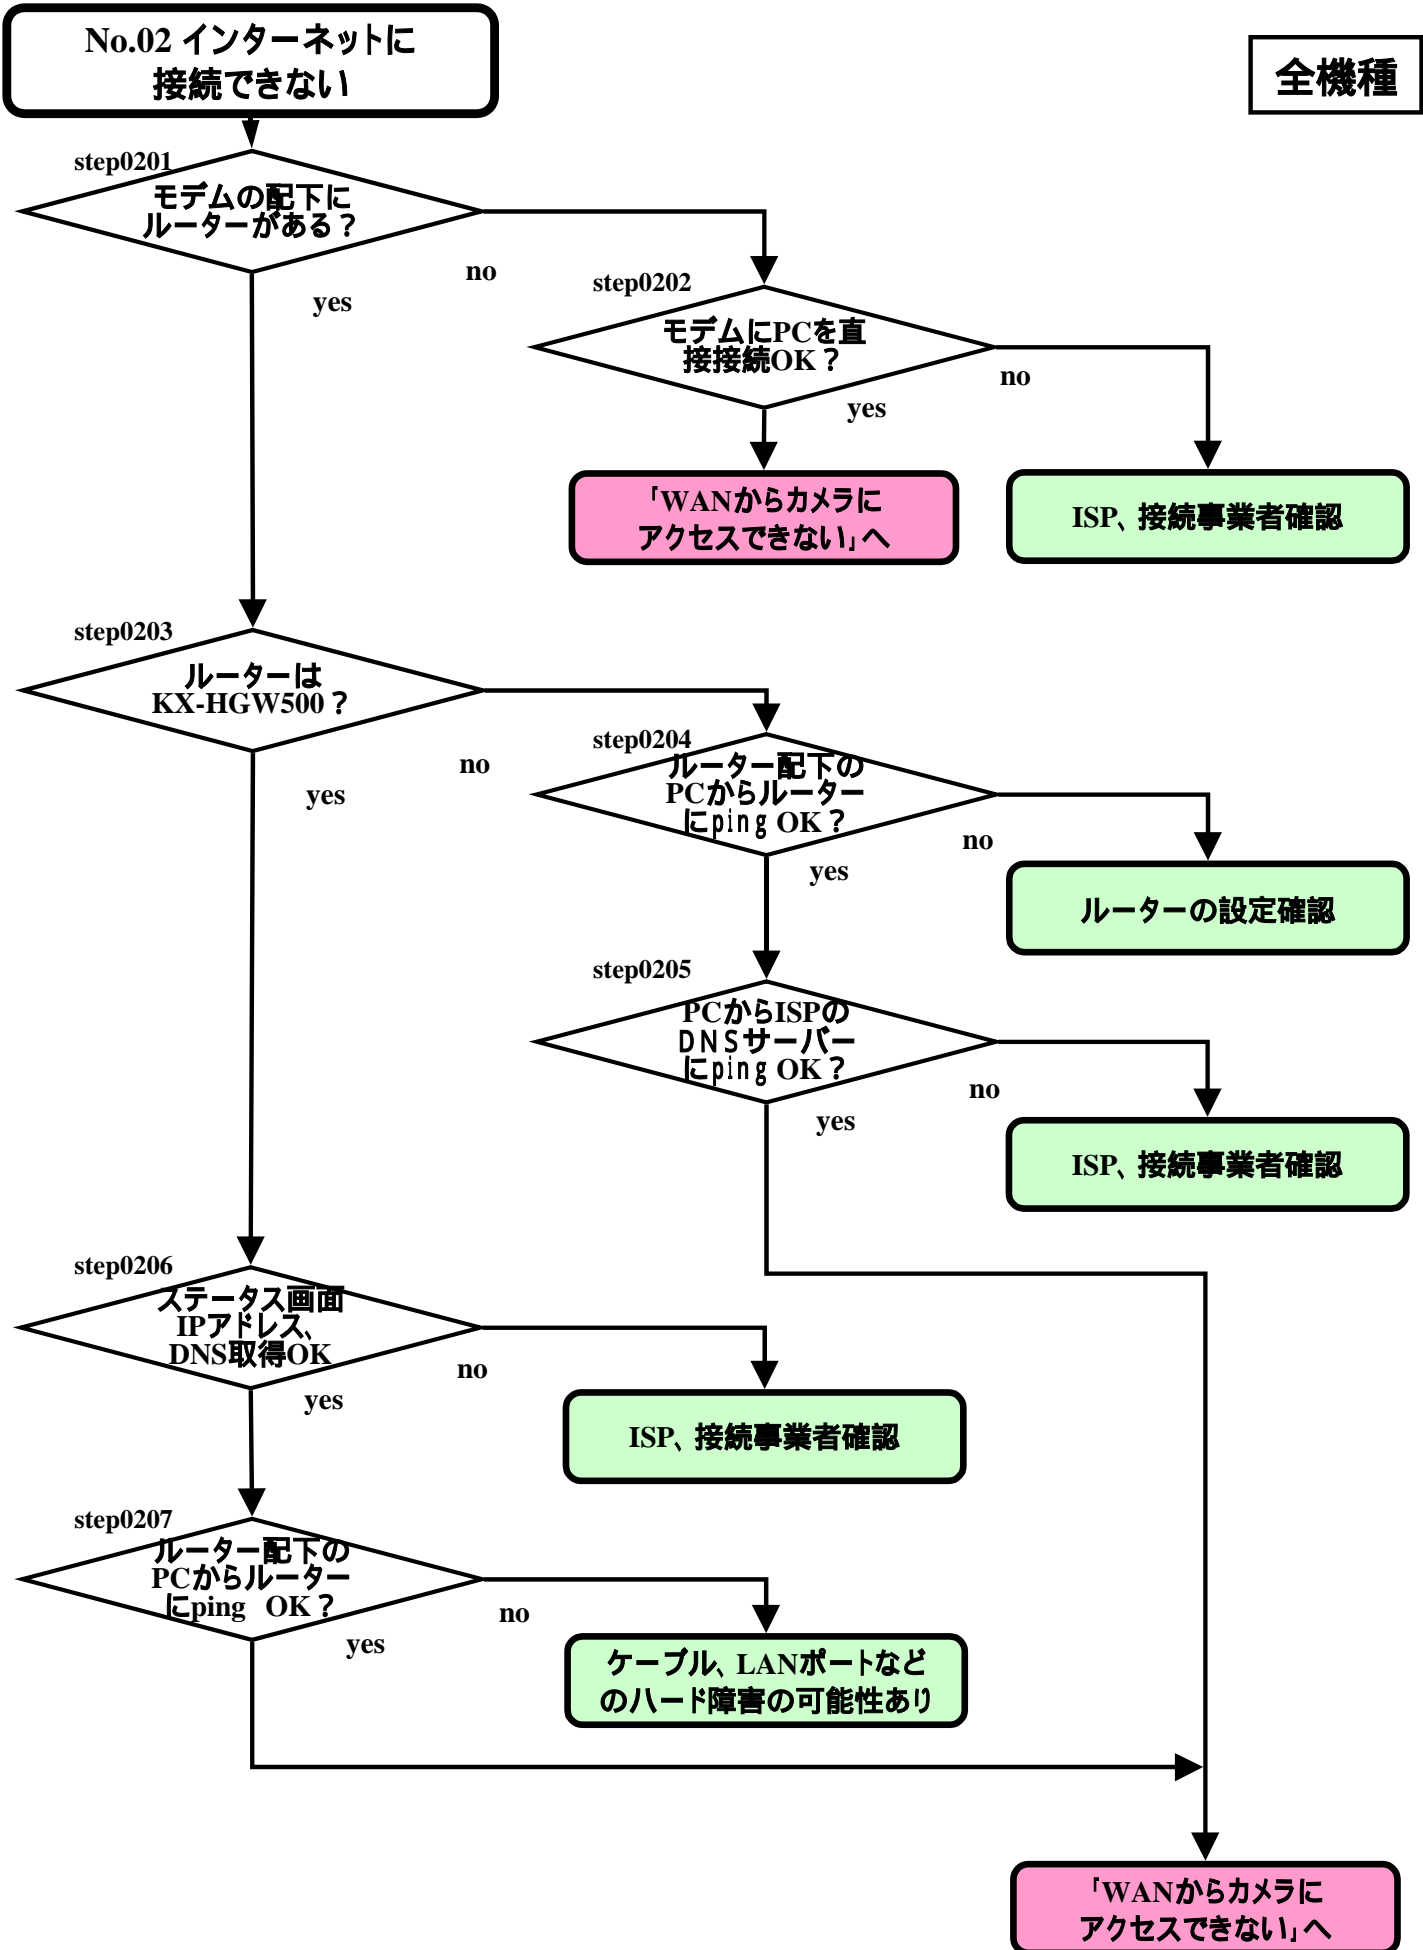 No.02 インターネットに
接続できない
全機種
step0201
モデムの配下に
ルーターがある？
no
yes
step0202
モデムにPCを直
接接続OK？
no
yes
「WANからカメラに
アクセスできない」へ
ISP、接続事業者確認
step0203
ルーターは
KX-HGW500？
no
yes
step0204
ルーター配下の
PCからルーター
にping OK？
no
yes
ルーターの設定確認
step0205
PCからISPの
DNSサーバー
にping OK？
no
yes
ISP、接続事業者確認
step0206
ステータス画面
IPアドレス、
DNS取得OK
no
yes
ISP、接続事業者確認
step0207
ルーター配下の
PCからルーター
にping OK？
no
yes
ケーブル、LANポートなど
のハード障害の可能性あり
「WANからカメラに
アクセスできない」へ